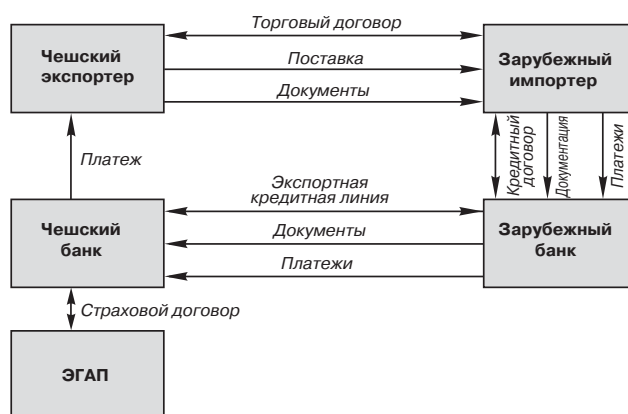 Торговый договор
Чешский
экспортер
Поставка
Зарубежный
импортер
Документы
Платеж
Кредитный
договор
Документация
Платежи
Экспортная
кредитная линия
Чешский
банк
Документы
Зарубежный
банк
Платежи
Страховой договор
ЭГАП